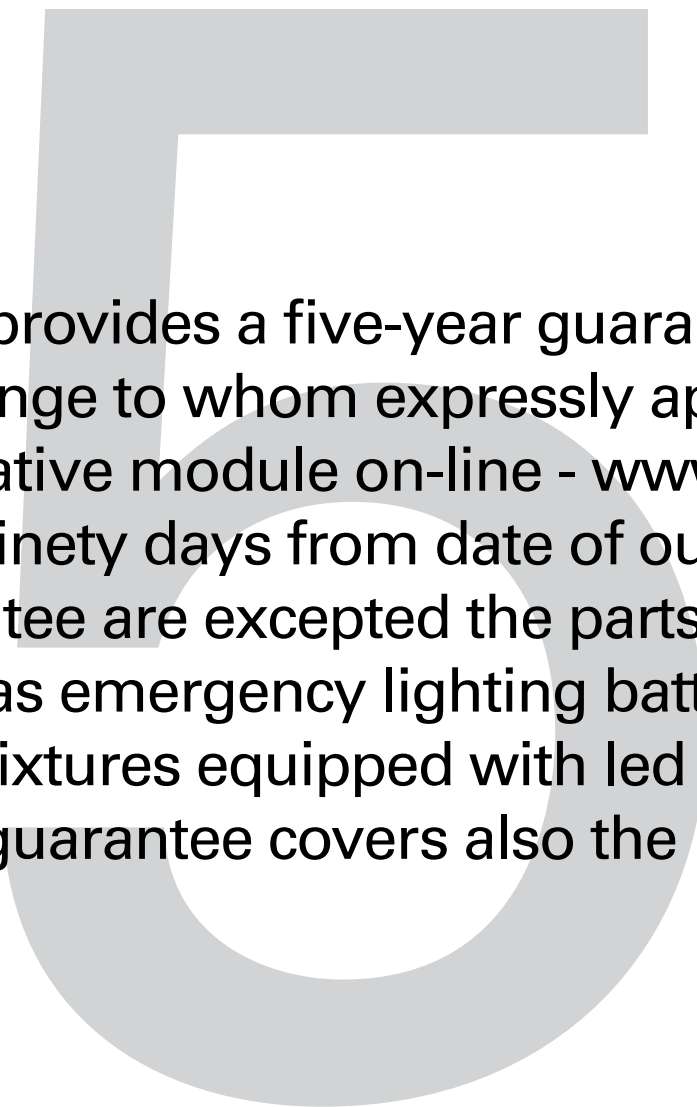 5
provides a five-year guara
nge to whom expressly ap
ative module on-line - www
inety days from date of ou
tee are excepted the parts
as emergency lighting batt
ixtures equipped with led
guarantee covers also the